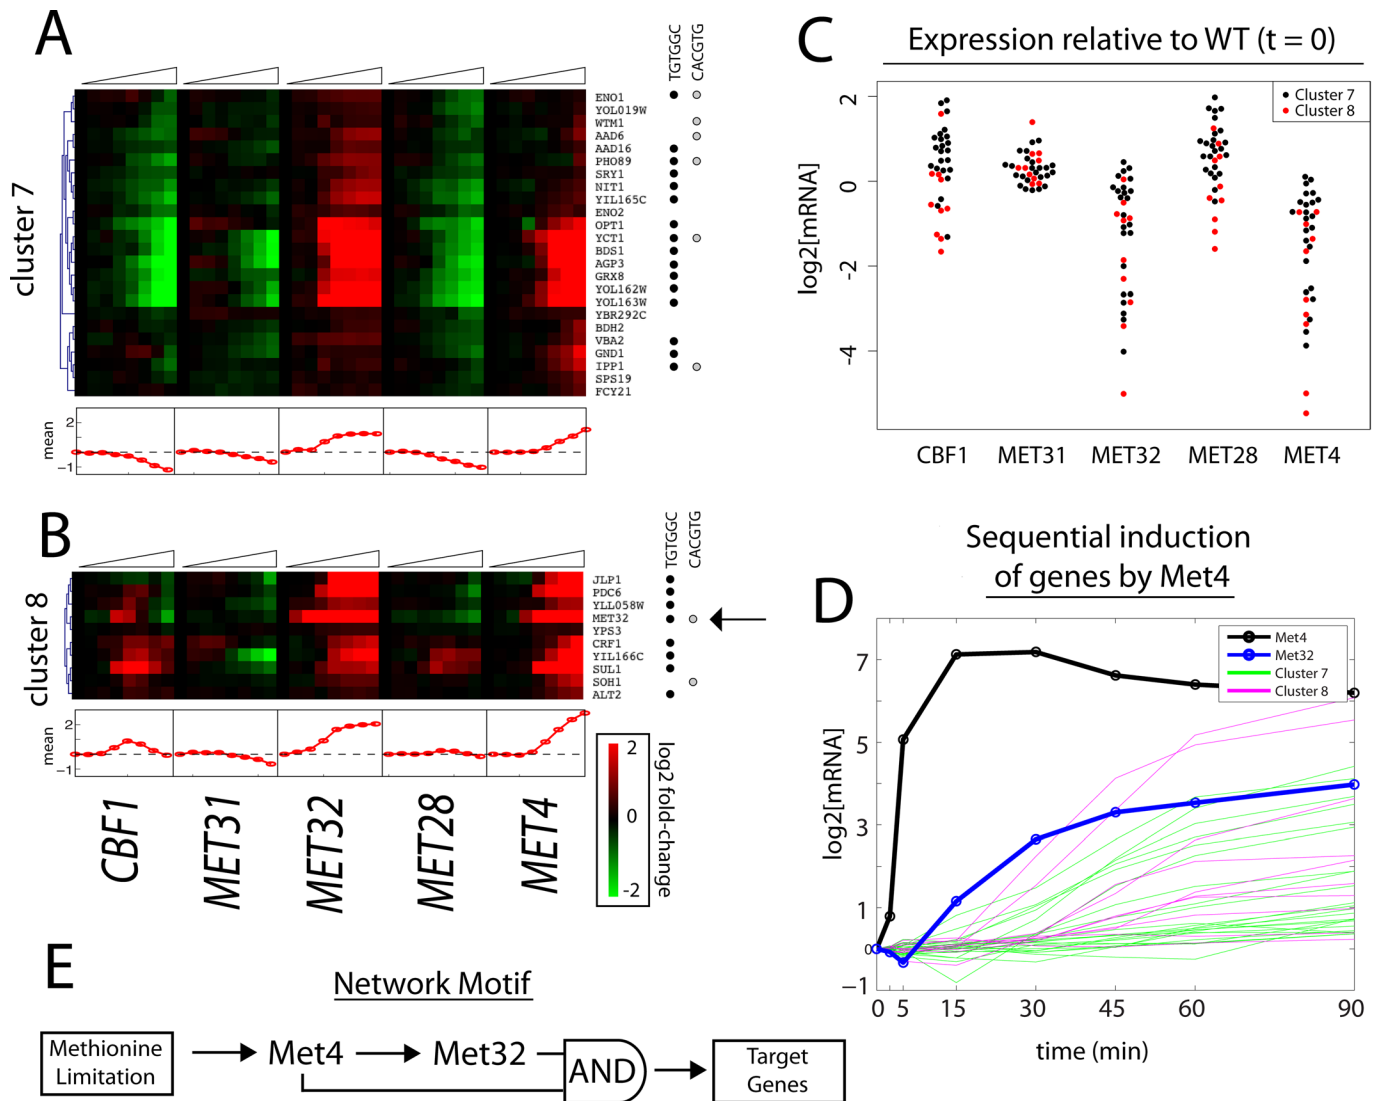 A
TGTGGC
CACGTG
cluster 7
ENO1
YOL019W
WTM1
AAD6
AAD16
PHO89
SRY1
NIT1
YIL165C
ENO2
OPT1
YCT1
BDS1
AGP3
GRX8
YOL162W
YOL163W
YBR292C
BDH2
VBA2
GND1
IPP1
SPS19
FCY21
mean
2
−1
B
TGTGGC
CACGTG
cluster 8
JLP1
PDC6
YLL058W
MET32
YPS3
CRF1
YIL166C
SUL1
SOH1
ALT2
mean
2
−1
CBF1
MET31
MET32
MET28
MET4
2
0
-2
log2 fold-change
C
Expression relative to WT (t = 0)
Cluster 7
Cluster 8
log2[mRNA]
2
0
-2
-4
CBF1
MET31
MET32
MET28
MET4
D
Sequential induction
of genes by Met4
Met4
Met32
Cluster 7
Cluster 8
log2[mRNA]
7
5
3
1
0
−1
0 5 15 30 45 60 90
time (min)
E
Network Motif
Methionine
Limitation
Met4
Met32
AND
Target
Genes